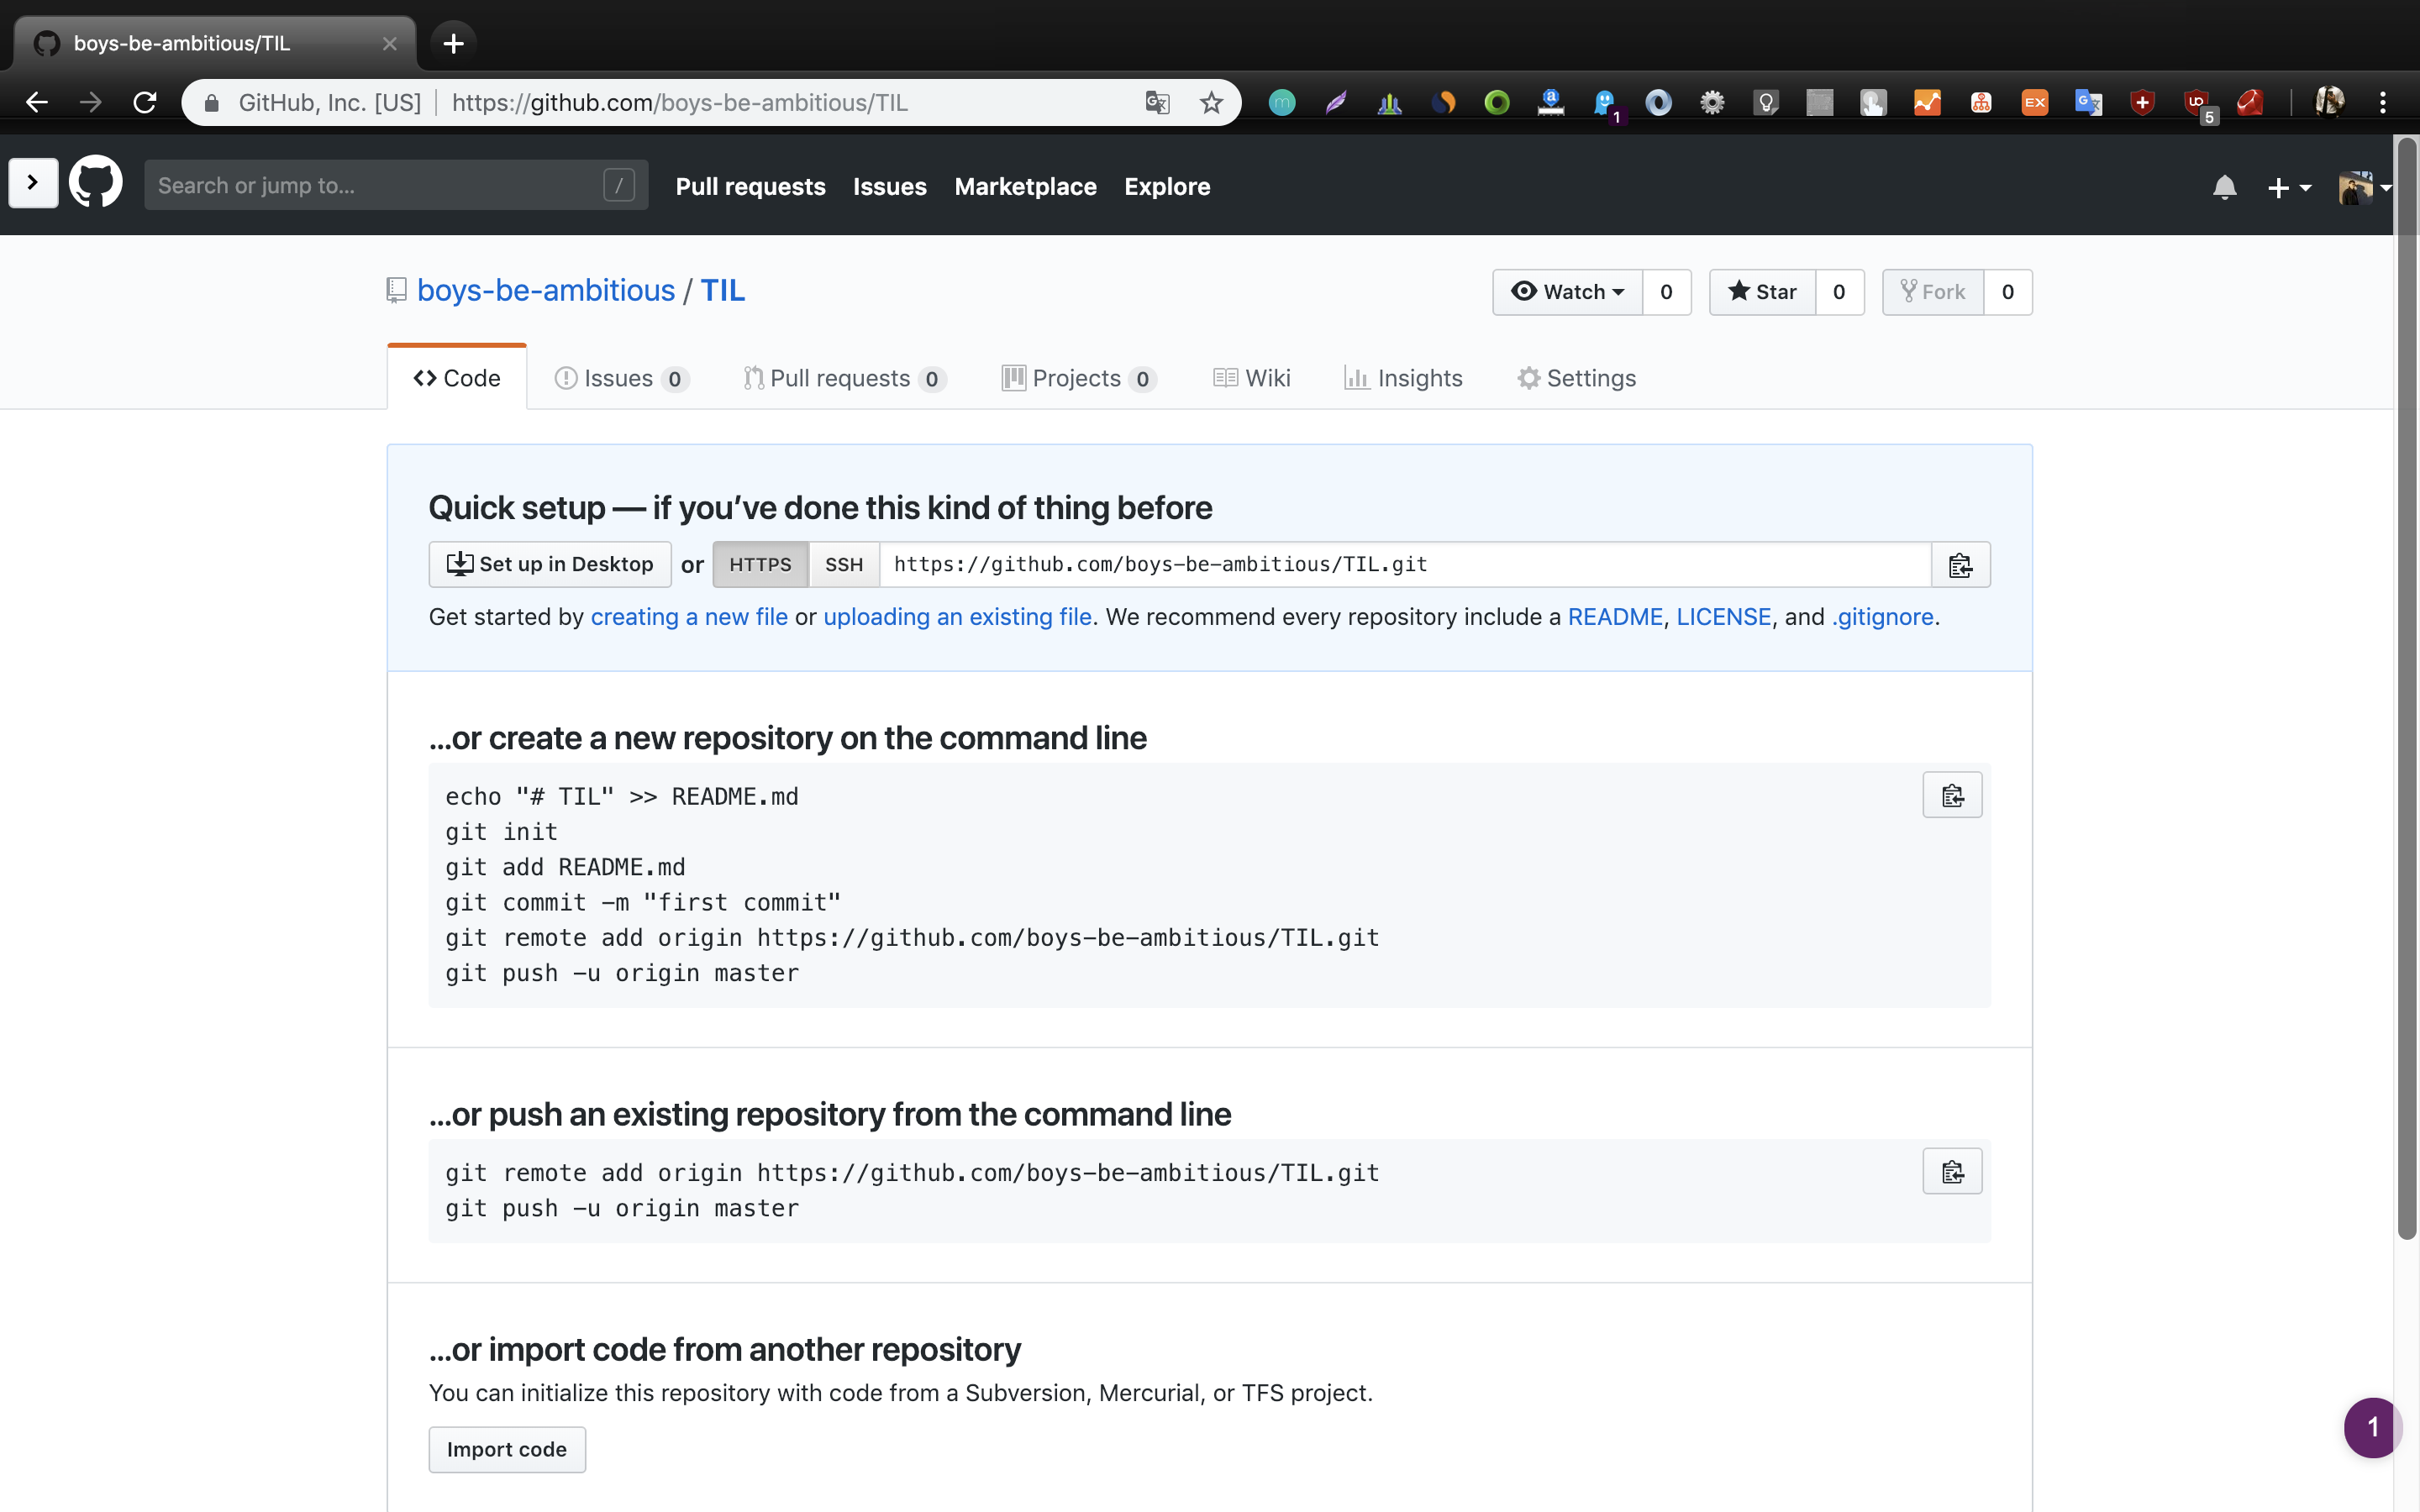 boys-be-ambitious/TIL
GitHub, Inc. [US] https://github.com/boys-be-ambitious/TIL
1
EX
5
Search or jump to... /
Pull requests Issues Marketplace Explore
boys-be-ambitious / TIL
Watch 0 Star 0 Fork 0
Code Issues 0 Pull requests 0 Projects 0 Wiki Insights Settings
Quick setup — if you’ve done this kind of thing before
Set up in Desktop or HTTPS SSH https://github.com/boys-be-ambitious/TIL.git
Get started by creating a new file or uploading an existing file. We recommend every repository include a README, LICENSE, and .gitignore.
…or create a new repository on the command line
echo "# TIL" >> README.md
git init
git add README.md
git commit -m "first commit"
git remote add origin https://github.com/boys-be-ambitious/TIL.git
git push -u origin master
…or push an existing repository from the command line
git remote add origin https://github.com/boys-be-ambitious/TIL.git
git push -u origin master
…or import code from another repository
You can initialize this repository with code from a Subversion, Mercurial, or TFS project.
Import code
1